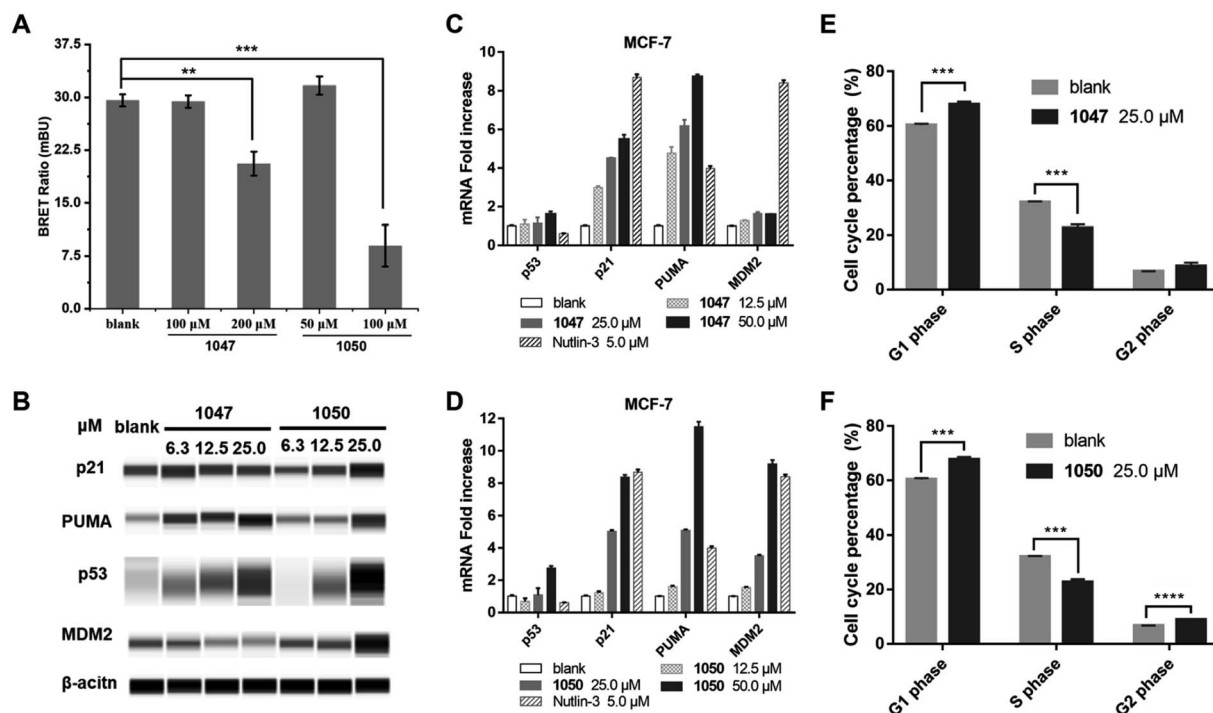 A
BRET Ratio (mBU)
37.5
30.0
22.5
15.0
7.5
0.0
***
**
blank 100 µM 200 µM 50 µM 100 µM
1047 1050
B
µM blank 1047 1050
6.3 12.5 25.0 6.3 12.5 25.0
p21
PUMA
p53
MDM2
β-acitn
C
MCF-7
mRNA Fold increase
10
8
6
4
2
0
p53 p21 PUMA MDM2
blank 1047 12.5 µM
1047 25.0 µM 1047 50.0 µM
Nutlin-3 5.0 µM
D
MCF-7
mRNA Fold increase
12
10
8
6
4
2
0
p53 p21 PUMA MDM2
blank 1050 12.5 µM
1050 25.0 µM 1050 50.0 µM
Nutlin-3 5.0 µM
E
Cell cycle percentage (%)
80
60
40
20
0
*** ***
blank
1047 25.0 µM
G1 phase S phase G2 phase
F
Cell cycle percentage (%)
80
60
40
20
0
*** *** ****
blank
1050 25.0 µM
G1 phase S phase G2 phase